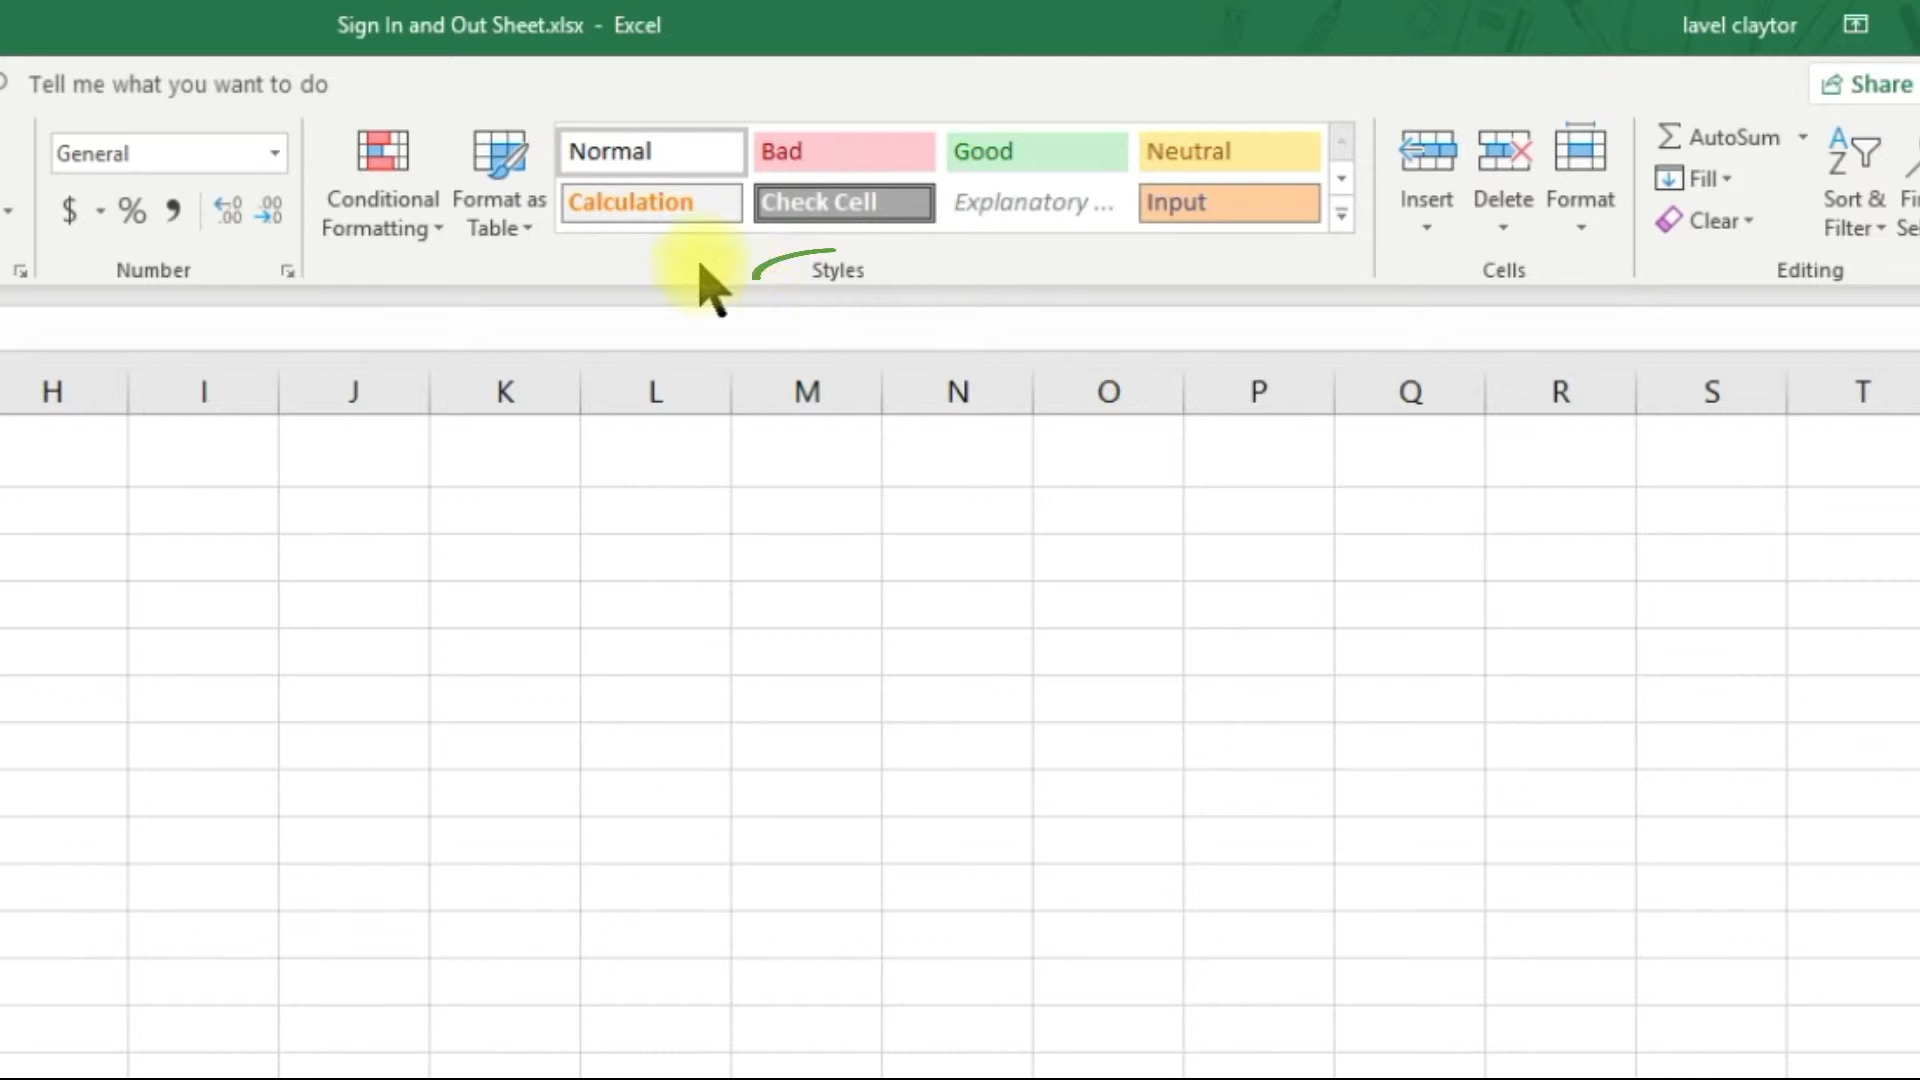 Sign In and Out Sheet.xlsx - Excel
lavel claytor
Tell me what you want to do
Share
General
$ % ,
Conditional
Formatting
Format as
Table
Normal
Bad
Good
Neutral
Calculation
Check Cell
Explanatory ...
Input
Insert
Delete
Format
AutoSum
Fill
Clear
Sort &
Filter
Number
Styles
Cells
Editing
H I J K L M N O P Q R S T